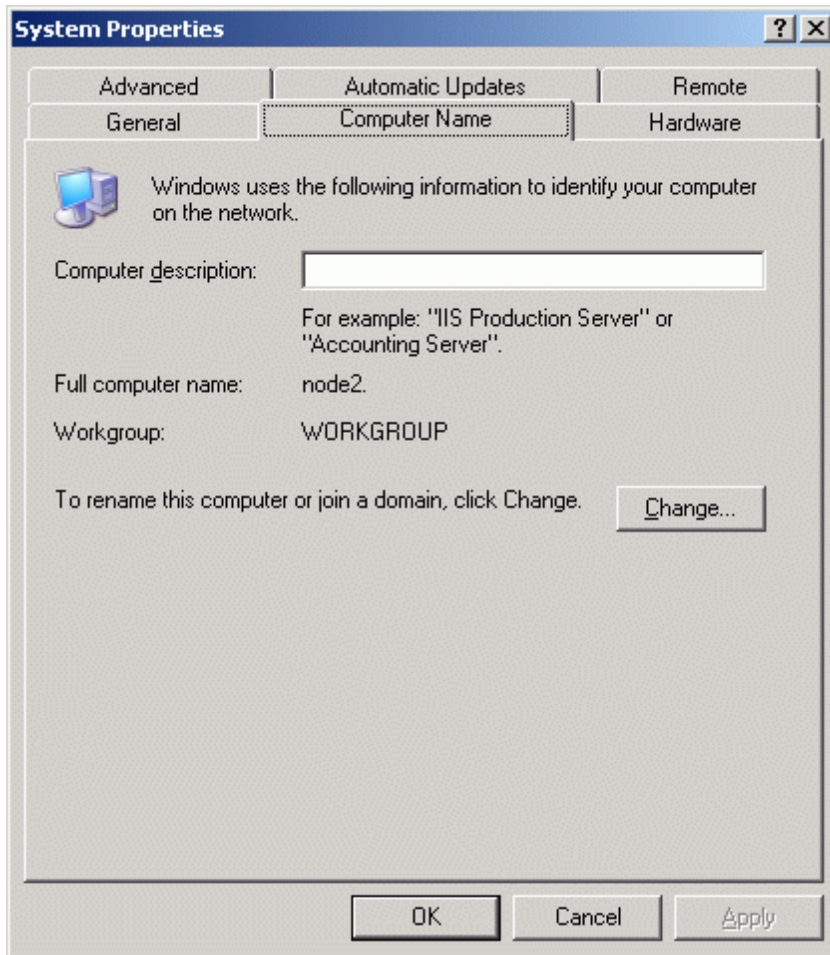 System Properties
Advanced
Automatic Updates
Remote
General
Computer Name
Hardware
Windows uses the following information to identify your computer
on the network.
Computer description:
For example: "IIS Production Server" or
"Accounting Server".
Full computer name: node2.
Workgroup: WORKGROUP
To rename this computer or join a domain, click Change.
Change...
OK
Cancel
Apply